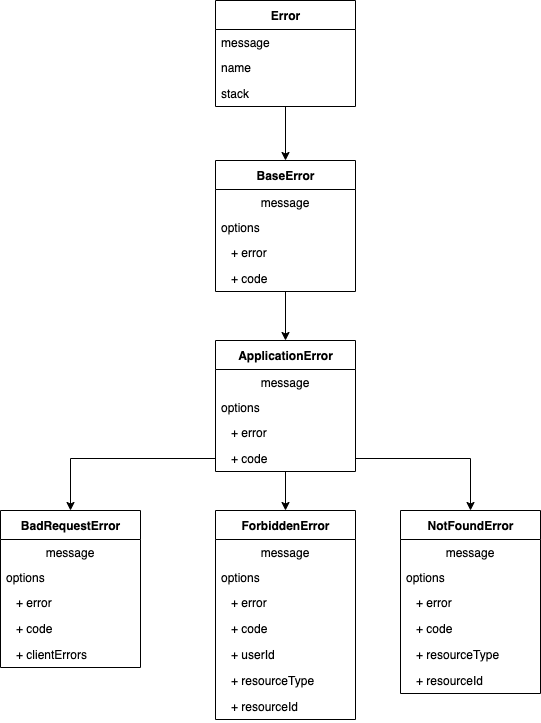 Error
message
name
stack
BaseError
message
options
+ error
+ code
ApplicationError
message
options
+ error
+ code
BadRequestError
message
options
+ error
+ code
+ clientErrors
ForbiddenError
message
options
+ error
+ code
+ userId
+ resourceType
+ resourceId
NotFoundError
message
options
+ error
+ code
+ resourceType
+ resourceId